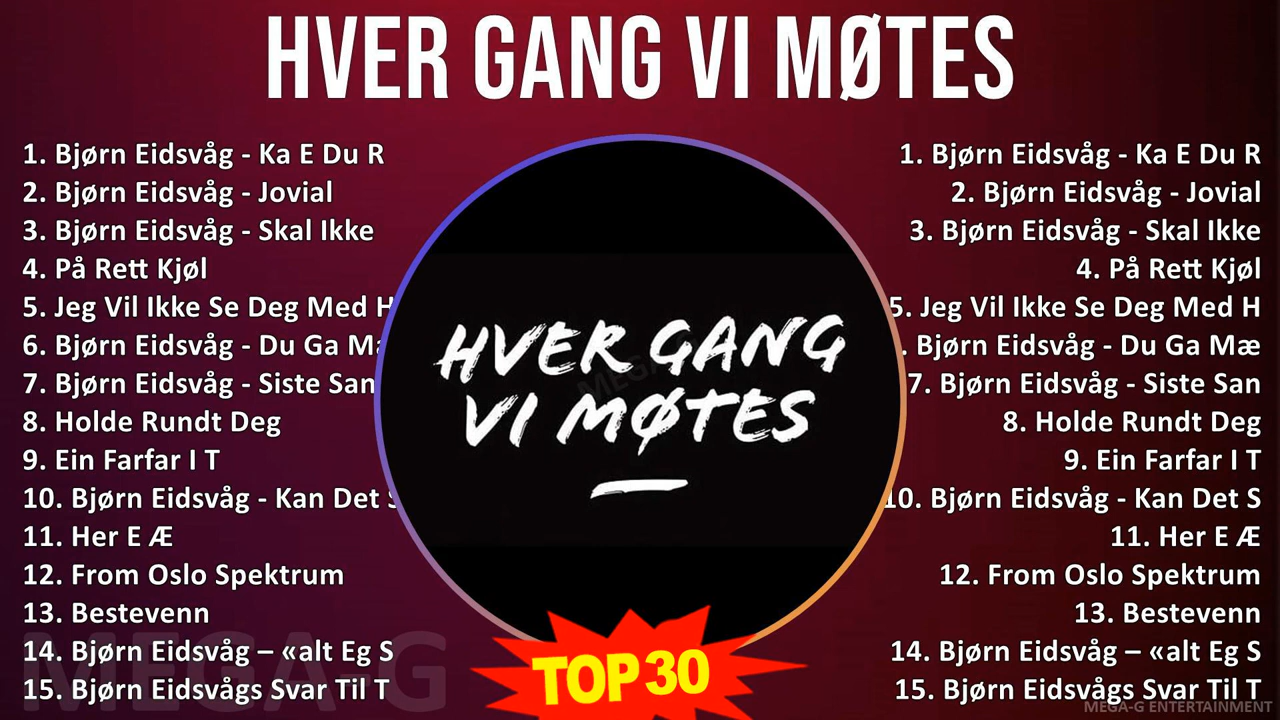 HVER GANG VI MØTES
1. Bjørn Eidsvåg - Ka E Du R
2. Bjørn Eidsvåg - Jovial
3. Bjørn Eidsvåg - Skal Ikke
4. På Rett Kjøl
5. Jeg Vil Ikke Se Deg Med H
6. Bjørn Eidsvåg - Du Ga Mæ
7. Bjørn Eidsvåg - Siste San
8. Holde Rundt Deg
9. Ein Farfar I T
10. Bjørn Eidsvåg - Kan Det S
11. Her E Æ
12. From Oslo Spektrum
13. Bestevenn
14. Bjørn Eidsvåg – «alt Eg S
15. Bjørn Eidsvågs Svar Til T
HVER GANG
VI MØTES
TOP 30
1. Bjørn Eidsvåg - Ka E Du R
2. Bjørn Eidsvåg - Jovial
3. Bjørn Eidsvåg - Skal Ikke
4. På Rett Kjøl
5. Jeg Vil Ikke Se Deg Med H
. Bjørn Eidsvåg - Du Ga Mæ
7. Bjørn Eidsvåg - Siste San
8. Holde Rundt Deg
9. Ein Farfar I T
10. Bjørn Eidsvåg - Kan Det S
11. Her E Æ
12. From Oslo Spektrum
13. Bestevenn
14. Bjørn Eidsvåg – «alt Eg S
15. Bjørn Eidsvågs Svar Til T
MEGA-G
MEGA-G ENTERTAINMENT